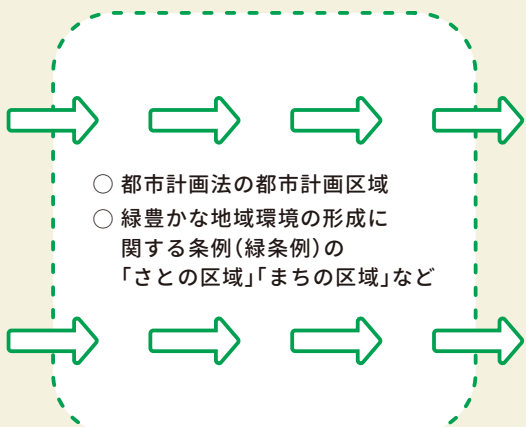 ○ 都市計画法の都市計画区域
○ 緑豊かな地域環境の形成に
関する条例(緑条例)の
「さとの区域」「まちの区域」など